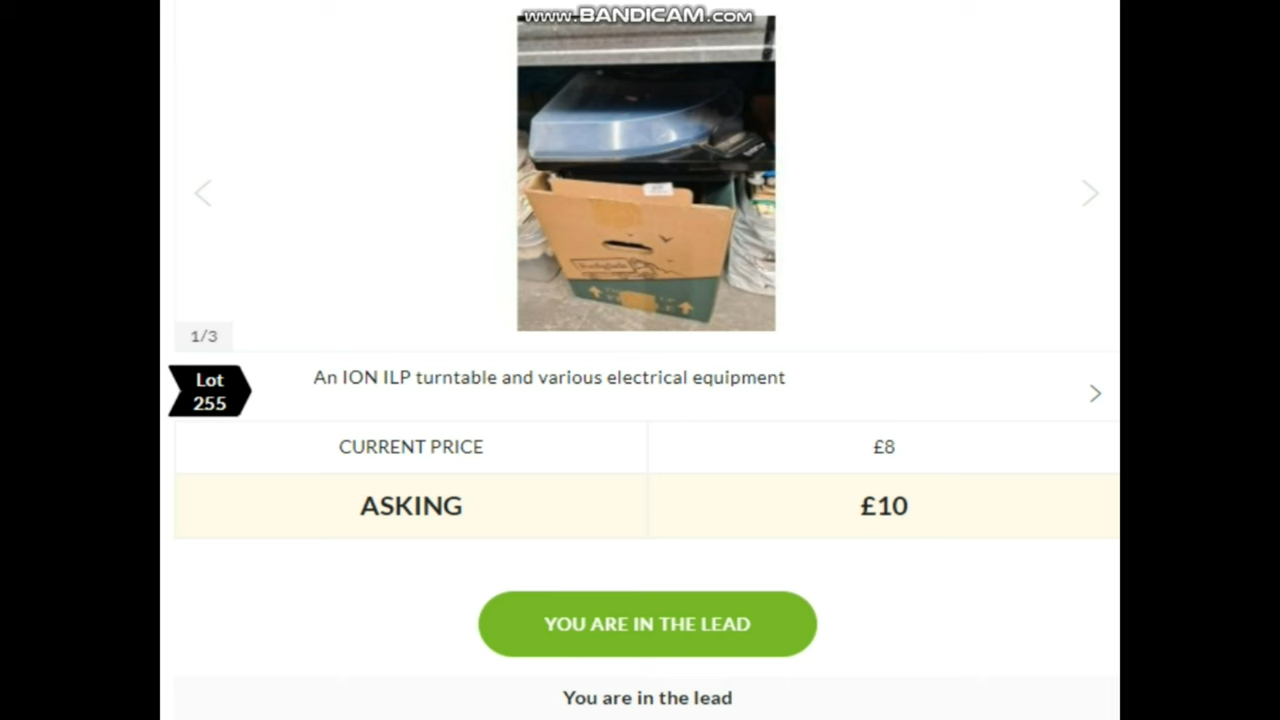 www.BANDICAM.com
1/3
Lot
255
An ION ILP turntable and various electrical equipment
CURRENT PRICE
£8
ASKING
£10
YOU ARE IN THE LEAD
You are in the lead